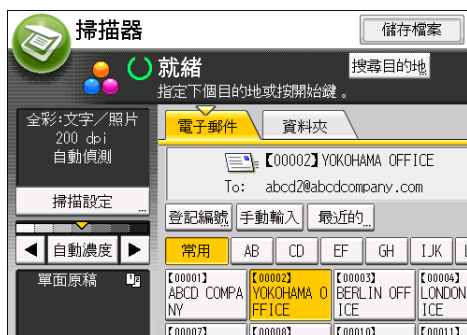 掃描器
儲存檔案
就緒
搜尋目的地
指定下個目的地或按開始鍵。
全彩:文字／照片
200 dpi
自動偵測
掃描設定
自動濃度
單面原稿
電子郵件
資料夾
【00002】YOKOHAMA OFFICE
To: abcd2@abcdcompany.com
登記編號
手動輸入
最近的
常用
AB
CD
EF
GH
IJK
【00001】
ABCD COMPA
NY
【00002】
YOKOHAMA O
FFICE
【00003】
BERLIN OFF
ICE
【00004】
LONDON
ICE
【00007】
【00008】
【00010】
【00011】